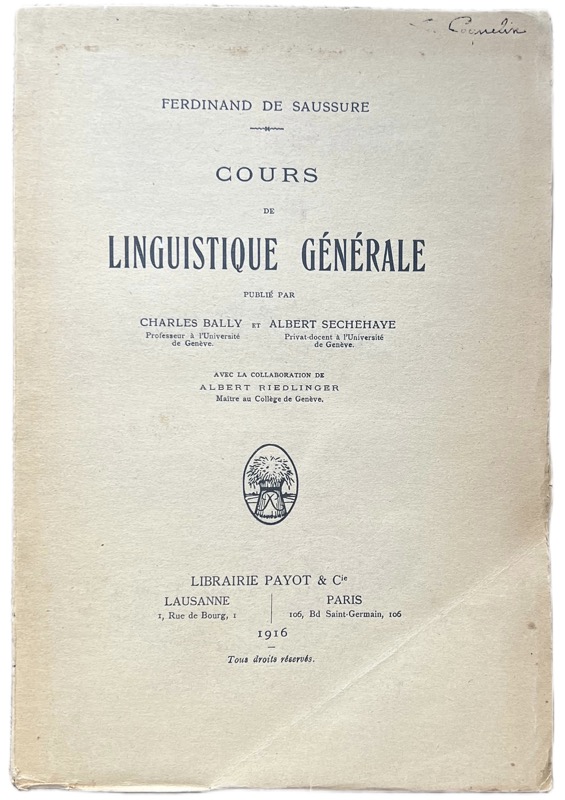 Coquelin
FERDINAND DE SAUSSURE
COURS
DE
LINGUISTIQUE GÉNÉRALE
PUBLIÉ PAR
CHARLES BALLY ET ALBERT SECHEHAYE
Professeur à l'Université Privat-docent à l'Université
de Genève. de Genève.
AVEC LA COLLABORATION DE
ALBERT RIEDLINGER
Maître au Collège de Genève.
LIBRAIRIE PAYOT & Cie
LAUSANNE PARIS
1, Rue de Bourg, 1 106, Bd Saint-Germain, 106
1916
Tous droits réservés.